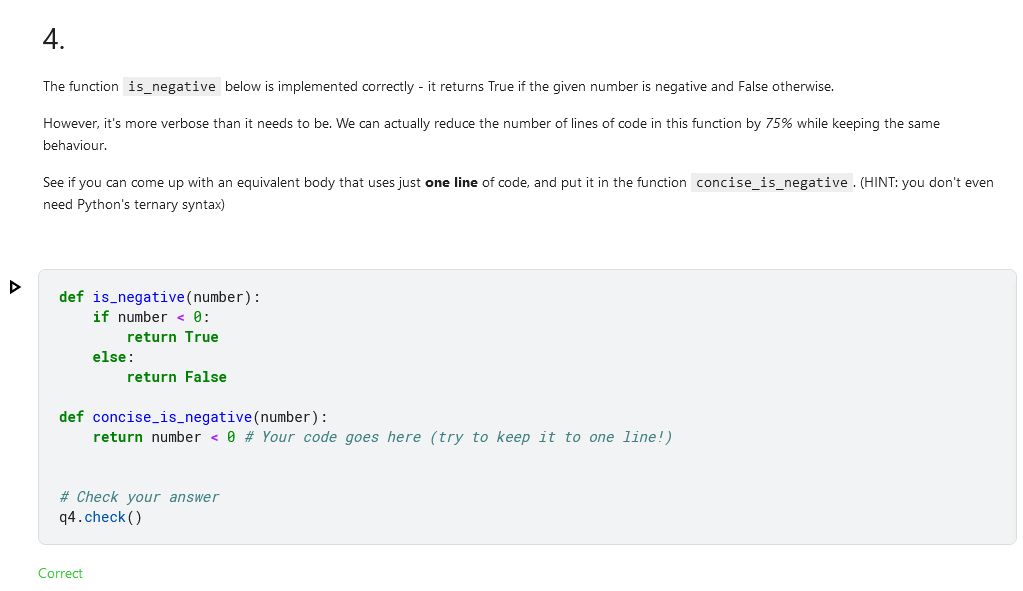 4.
The function is_negative below is implemented correctly - it returns True if the given number is negative and False otherwise.
However, it's more verbose than it needs to be. We can actually reduce the number of lines of code in this function by 75% while keeping the same
behaviour.
See if you can come up with an equivalent body that uses just one line of code, and put it in the function concise_is_negative . (HINT: you don't even
need Python's ternary syntax)
def is_negative(number):
    if number < 0:
        return True
    else:
        return False
def concise_is_negative(number):
    return number < 0 # Your code goes here (try to keep it to one line!)
# Check your answer
q4.check()
Correct